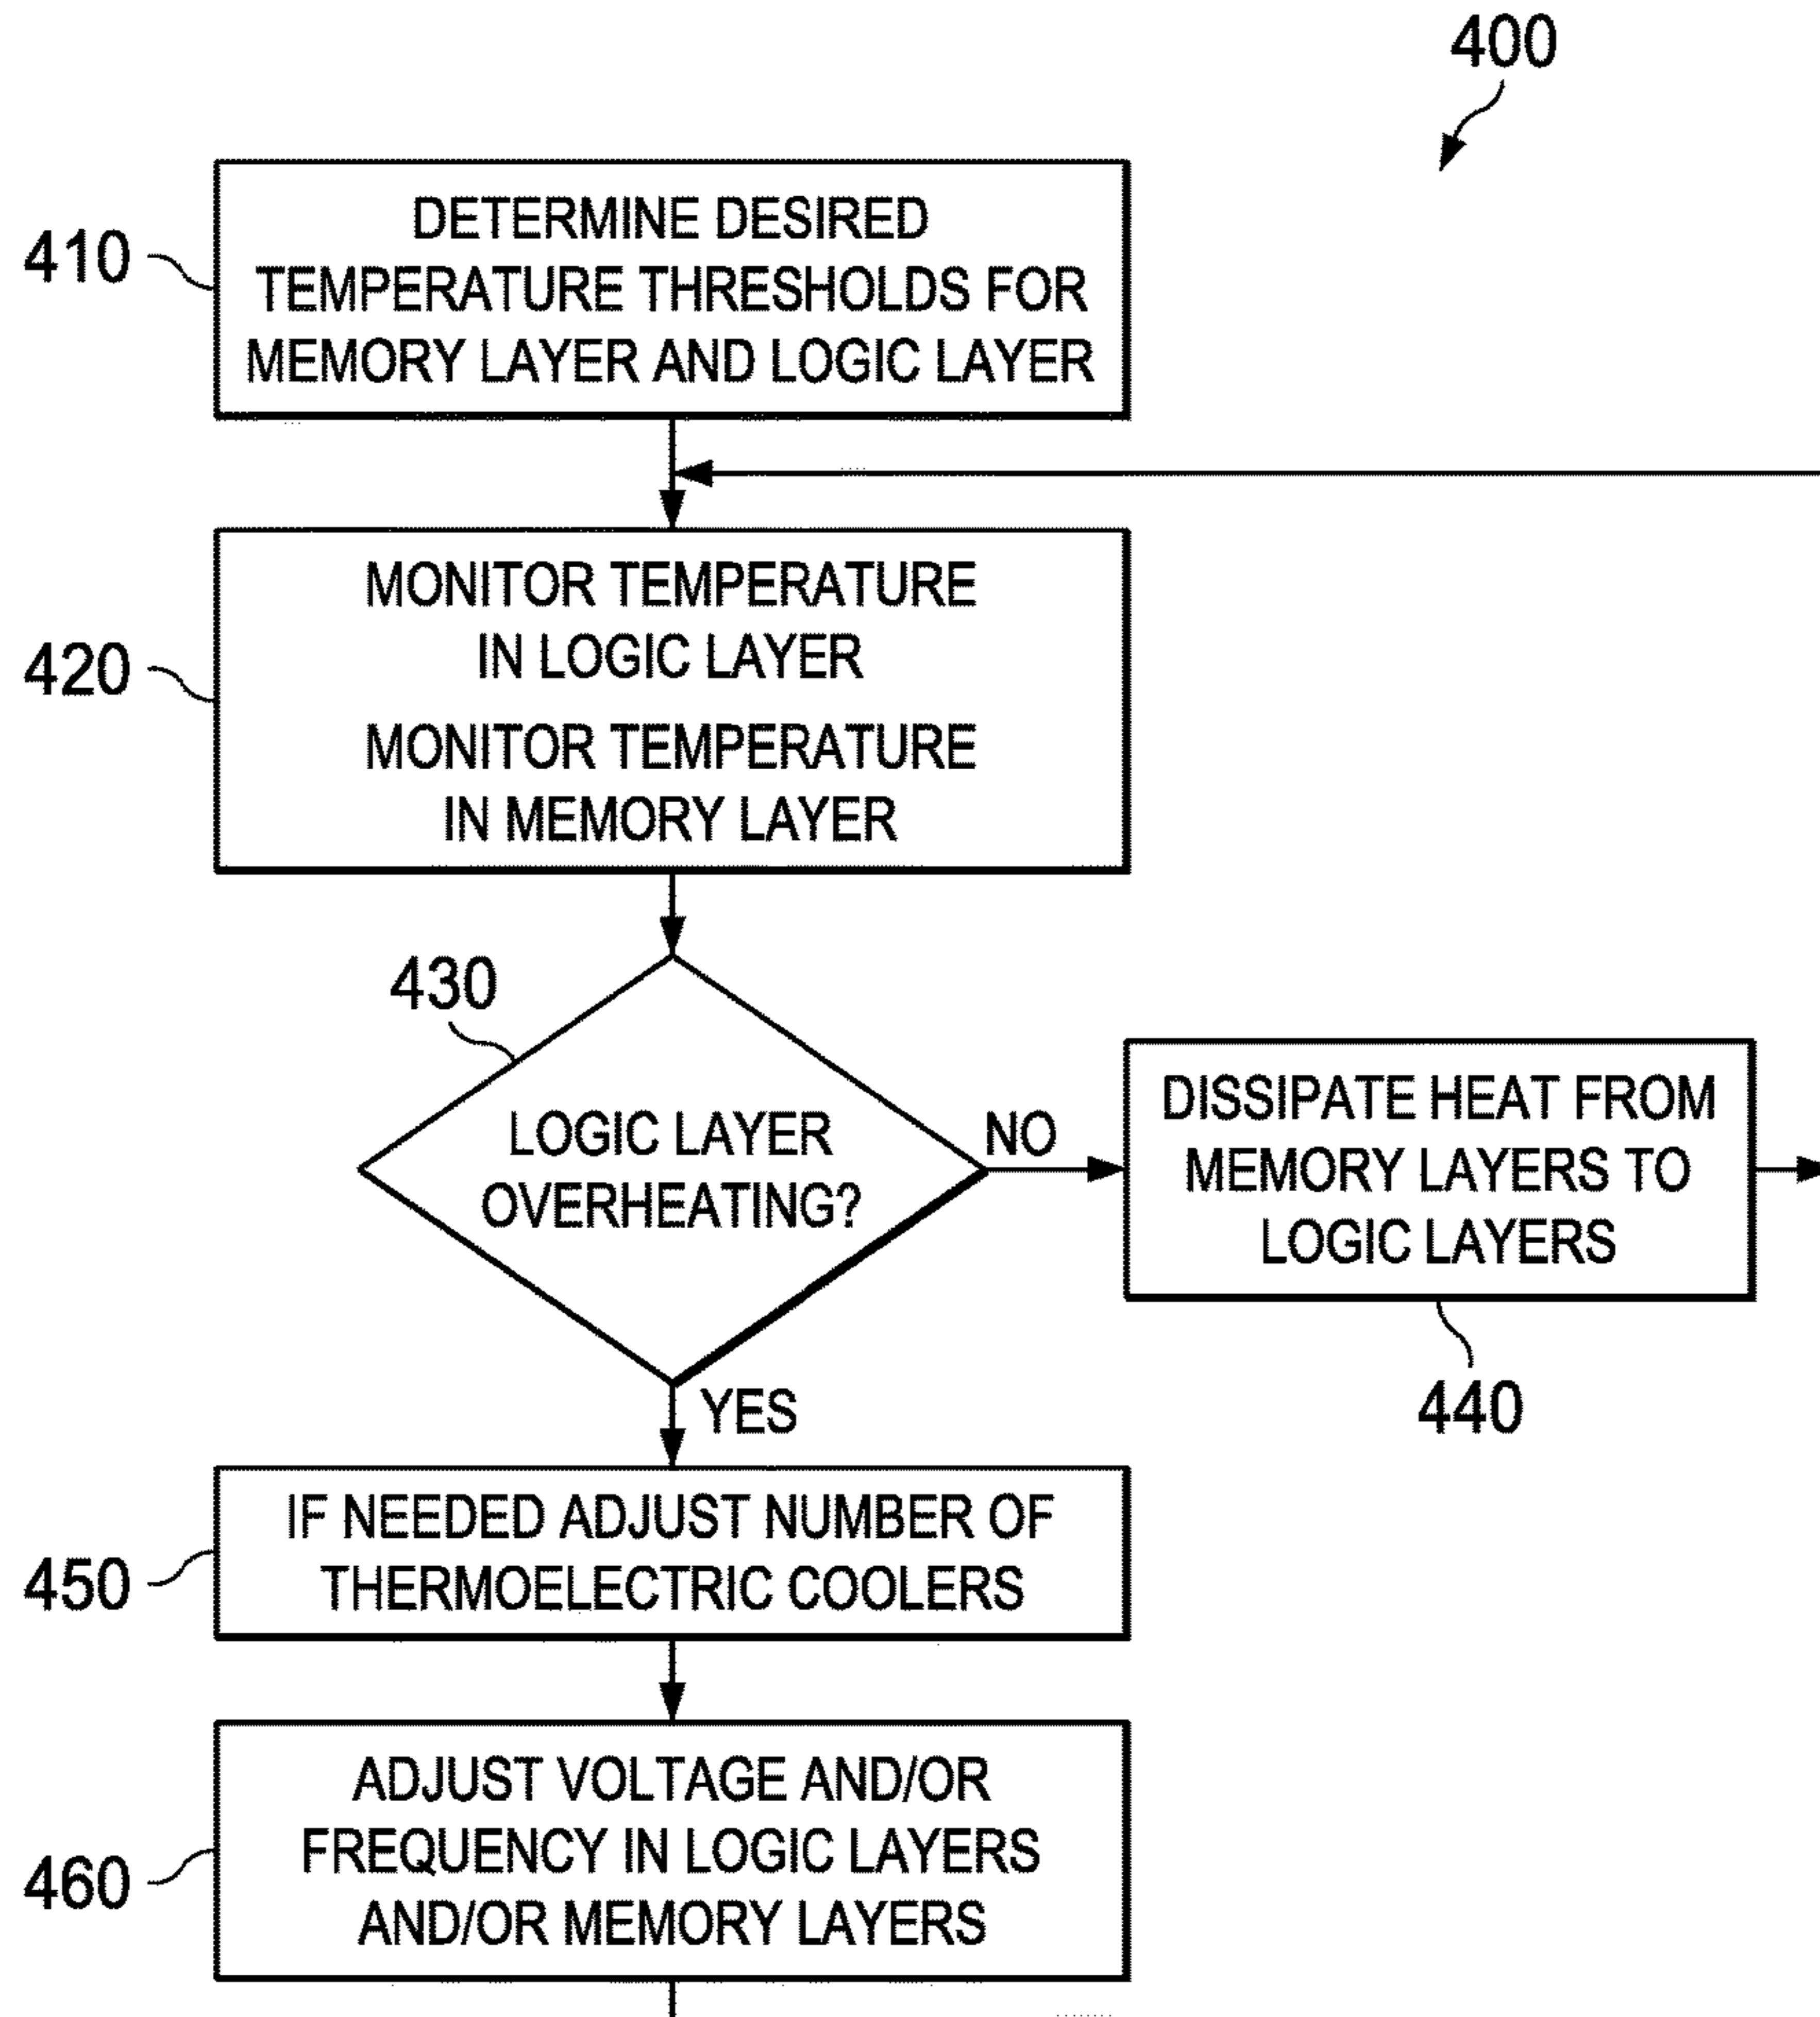 400
410
DETERMINE DESIRED
TEMPERATURE THRESHOLDS FOR
MEMORY LAYER AND LOGIC LAYER
420
MONITOR TEMPERATURE
IN LOGIC LAYER
MONITOR TEMPERATURE
IN MEMORY LAYER
430
LOGIC LAYER
OVERHEATING?
NO
DISSIPATE HEAT FROM
MEMORY LAYERS TO
LOGIC LAYERS
440
YES
450
IF NEEDED ADJUST NUMBER OF
THERMOELECTRIC COOLERS
460
ADJUST VOLTAGE AND/OR
FREQUENCY IN LOGIC LAYERS
AND/OR MEMORY LAYERS